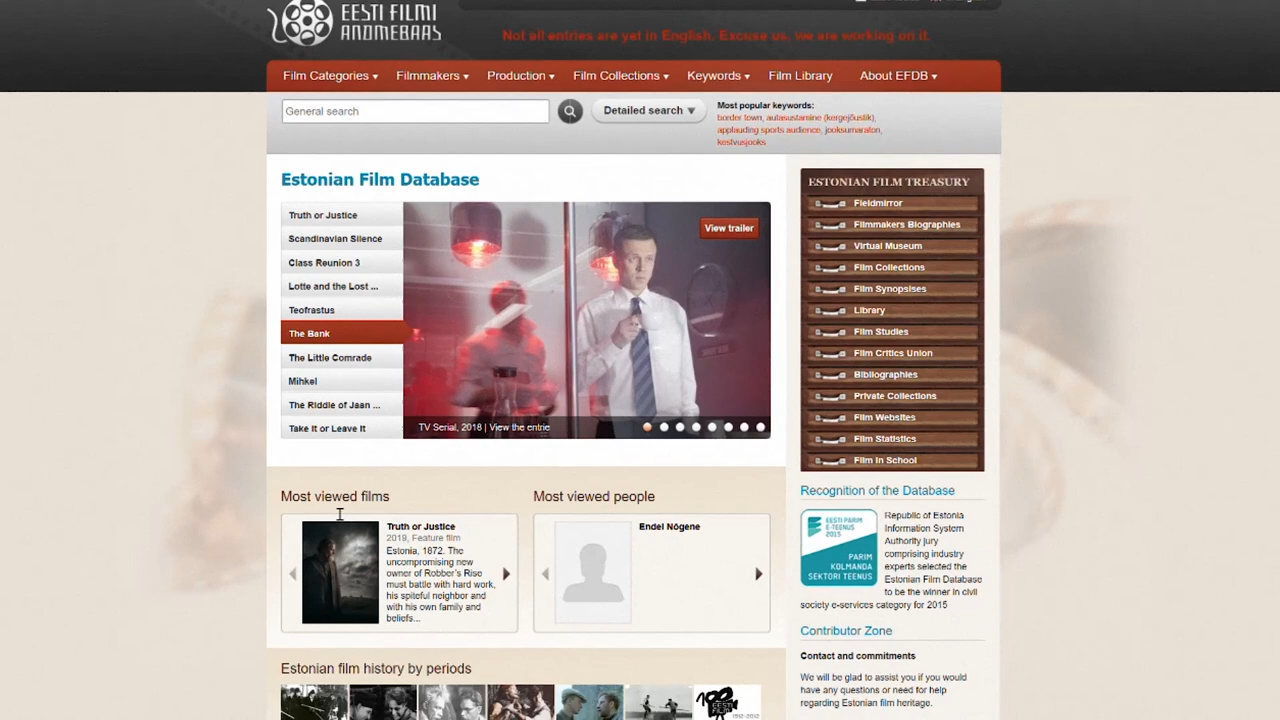 EESTI FILMI
ANDMEBAAS
Not all entries are yet in English. Excuse us, we are working on it.
Film Categories
Filmmakers
Production
Film Collections
Keywords
Film Library
About EFDB
General search
Detailed search
Most popular keywords:
border town, autasustamine (kergejõustik),
applauding sports audience, jooksumaraton,
kestvusjooks
Estonian Film Database
Truth or Justice
Scandinavian Silence
Class Reunion 3
Lotte and the Lost ...
Teofrastus
The Bank
The Little Comrade
Mihkel
The Riddle of Jaan ...
Take It or Leave It
View trailer
TV Serial, 2018 | View the entrie
ESTONIAN FILM TREASURY
Fieldmirror
Filmmakers Biographies
Virtual Museum
Film Collections
Film Synopsises
Library
Film Studies
Film Critics Union
Bibliographies
Private Collections
Film Websites
Film Statistics
Film In School
Most viewed films
Truth or Justice
2019, Feature film
Estonia, 1872. The
uncompromising new
owner of Robber's Rise
must battle with hard work,
his spiteful neighbor and
with his own family and
beliefs...
Most viewed people
Endel Nõgene
Recognition of the Database
EESTI PARIM
E-TEENUS
2015
PARIM
KOLMANDA
SEKTORI TEENUS
Republic of Estonia
Information System
Authority jury
comprising industry
experts selected the
Estonian Film Database
to be the winner in civil
society e-services category for 2015
Contributor Zone
Contact and commitments
We will be glad to assist you if you would
have any questions or need for help
regarding Estonian film heritage.
Estonian film history by periods
100
EESTI
FILM
1912-2012